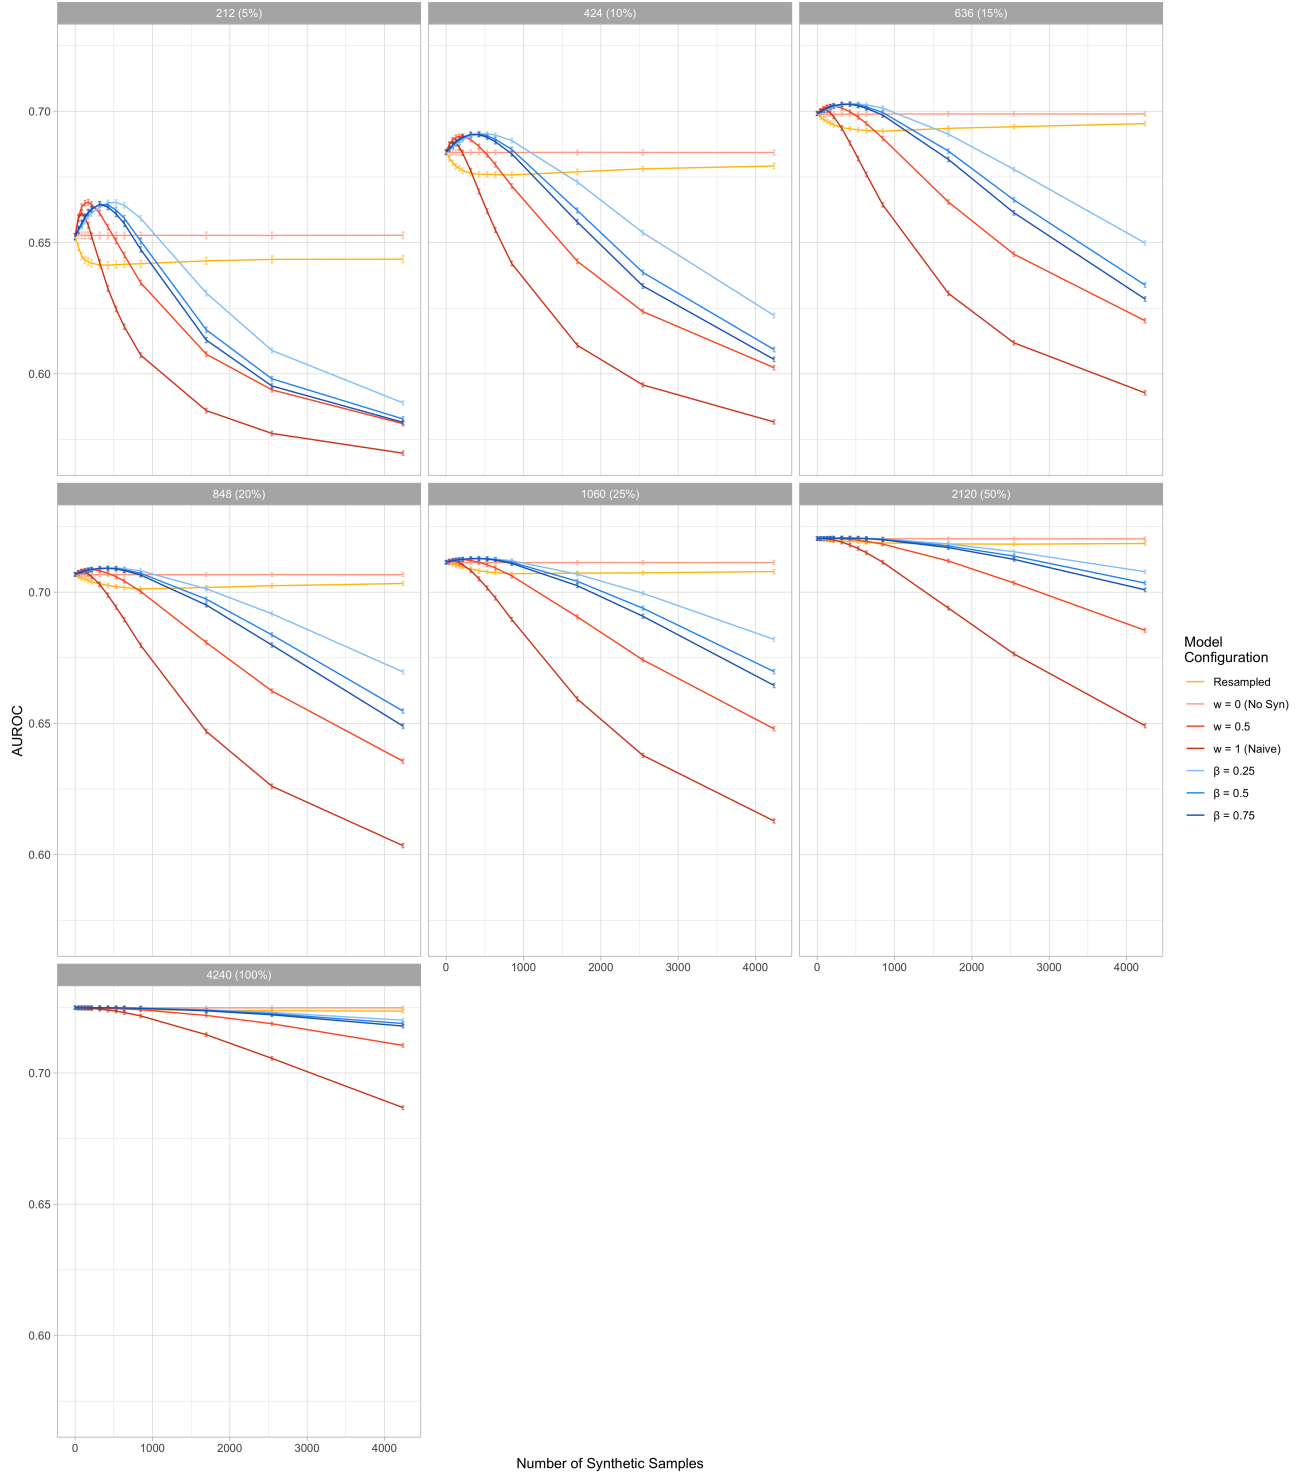 212 (5%)
424 (10%)
636 (15%)
0.70
0.65
0.60
848 (20%)
1060 (25%)
2120 (50%)
0.70
0.65
0.60
0 1000 2000 3000 4000
0 1000 2000 3000 4000
4240 (100%)
0.70
0.65
0.60
0 1000 2000 3000 4000
Number of Synthetic Samples
AUROC
Model
Configuration
Resampled
w = 0 (No Syn)
w = 0.5
w = 1 (Naive)
β = 0.25
β = 0.5
β = 0.75